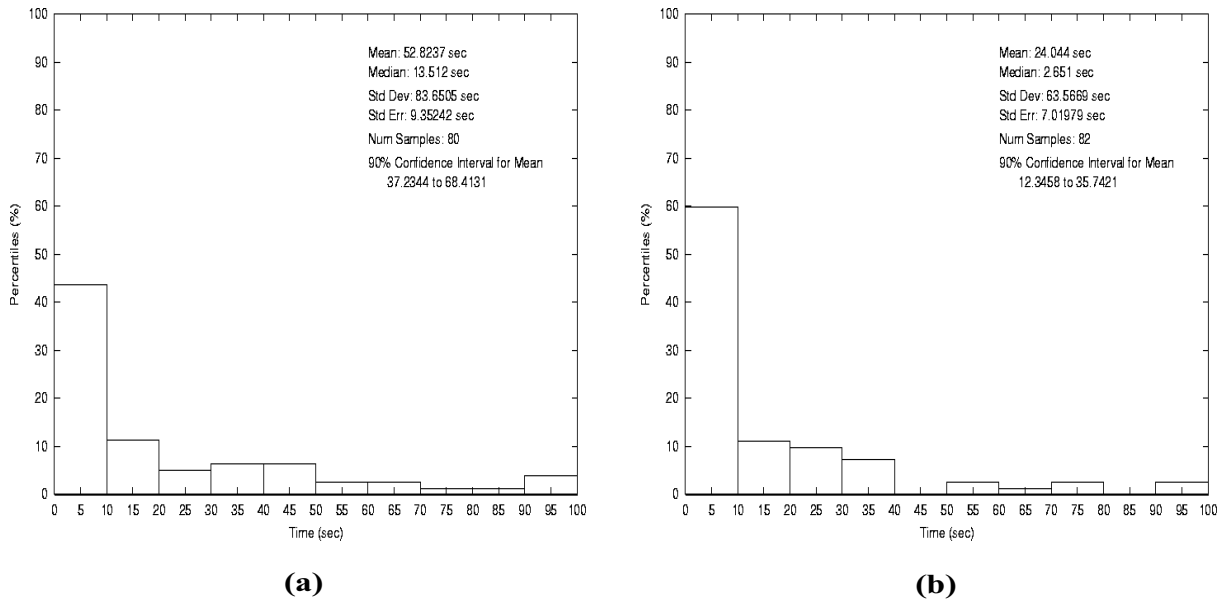 100
90
80
70
60
50
40
30
20
10
0
Percentiles (%)
Mean: 52.8237 sec
Median: 13.512 sec
Std Dev: 83.6505 sec
Std Err: 9.35242 sec
Num Samples: 80
90% Confidence Interval for Mean
37.2344 to 68.4131
0 5 10 15 20 25 30 35 40 45 50 55 60 65 70 75 80 85 90 95 100
Time (sec)
(a)
100
90
80
70
60
50
40
30
20
10
0
Percentiles (%)
Mean: 24.044 sec
Median: 2.651 sec
Std Dev: 63.5669 sec
Std Err: 7.01979 sec
Num Samples: 82
90% Confidence Interval for Mean
12.3458 to 35.7421
0 5 10 15 20 25 30 35 40 45 50 55 60 65 70 75 80 85 90 95 100
Time (sec)
(b)